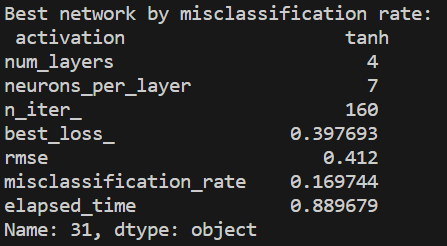 Best network by misclassification rate:
activation tanh
num_layers 4
neurons_per_layer 7
n_iter_ 160
best_loss_ 0.397693
rmse 0.412
misclassification_rate 0.169744
elapsed_time 0.889679
Name: 31, dtype: object